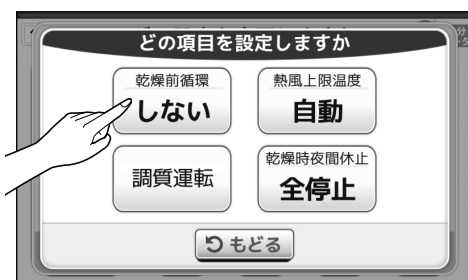 どの項目を設定しますか
乾燥前循環
しない
熱風上限温度
自動
調質運転
乾燥時夜間休止
全停止
もどる